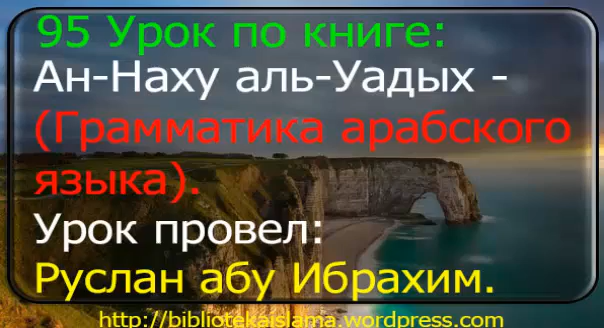 95 Урок по книге:
Ан-Наху аль-Уадых -
(Грамматика арабского
языка).
Урок провел:
Руслан абу Ибрахим.
http://bibliotekaislama.wordpress.com